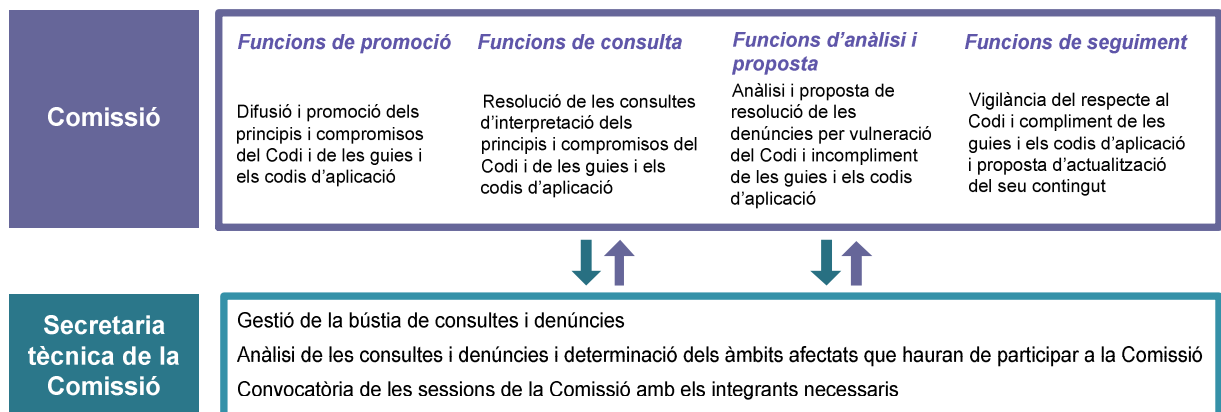 Comissió
Funcions de promoció
Difusió i promoció dels
principis i compromisos
del Codi i de les guies i
els codis d'aplicació
Funcions de consulta
Resolució de les consultes
d'interpretació dels
principis i compromisos del
Codi i de les guies i els
codis d'aplicació
Funcions d'anàlisi i
proposta
Anàlisi i proposta de
resolució de les
denúncies per vulneració
del Codi i incompliment
de les guies i els codis
d'aplicació
Funcions de seguiment
Vigilància del respecte al
Codi i compliment de les
guies i els codis d'aplicació
i proposta d'actualització
del seu contingut
Secretaria
tècnica de la
Comissió
Gestió de la bústia de consultes i denúncies
Anàlisi de les consultes i denúncies i determinació dels àmbits afectats que hauran de participar a la Comissió
Convocatòria de les sessions de la Comissió amb els integrants necessaris